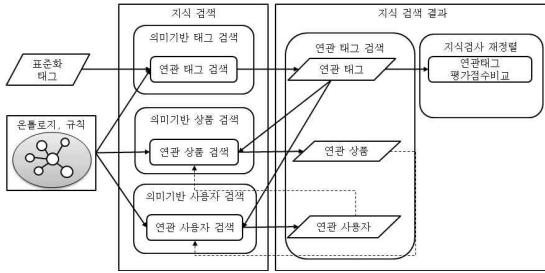 지식 검색
지식 검색 결과
표준화
태그
온톨로지, 규칙
의미기반 태그 검색
연관 태그 검색
의미기반 상품 검색
연관 상품 검색
의미기반 사용자 검색
연관 사용자 검색
연관 태그 검색
연관 태그
연관 상품
연관 사용자
지식검사 재정렬
연관태그
평가점수비교